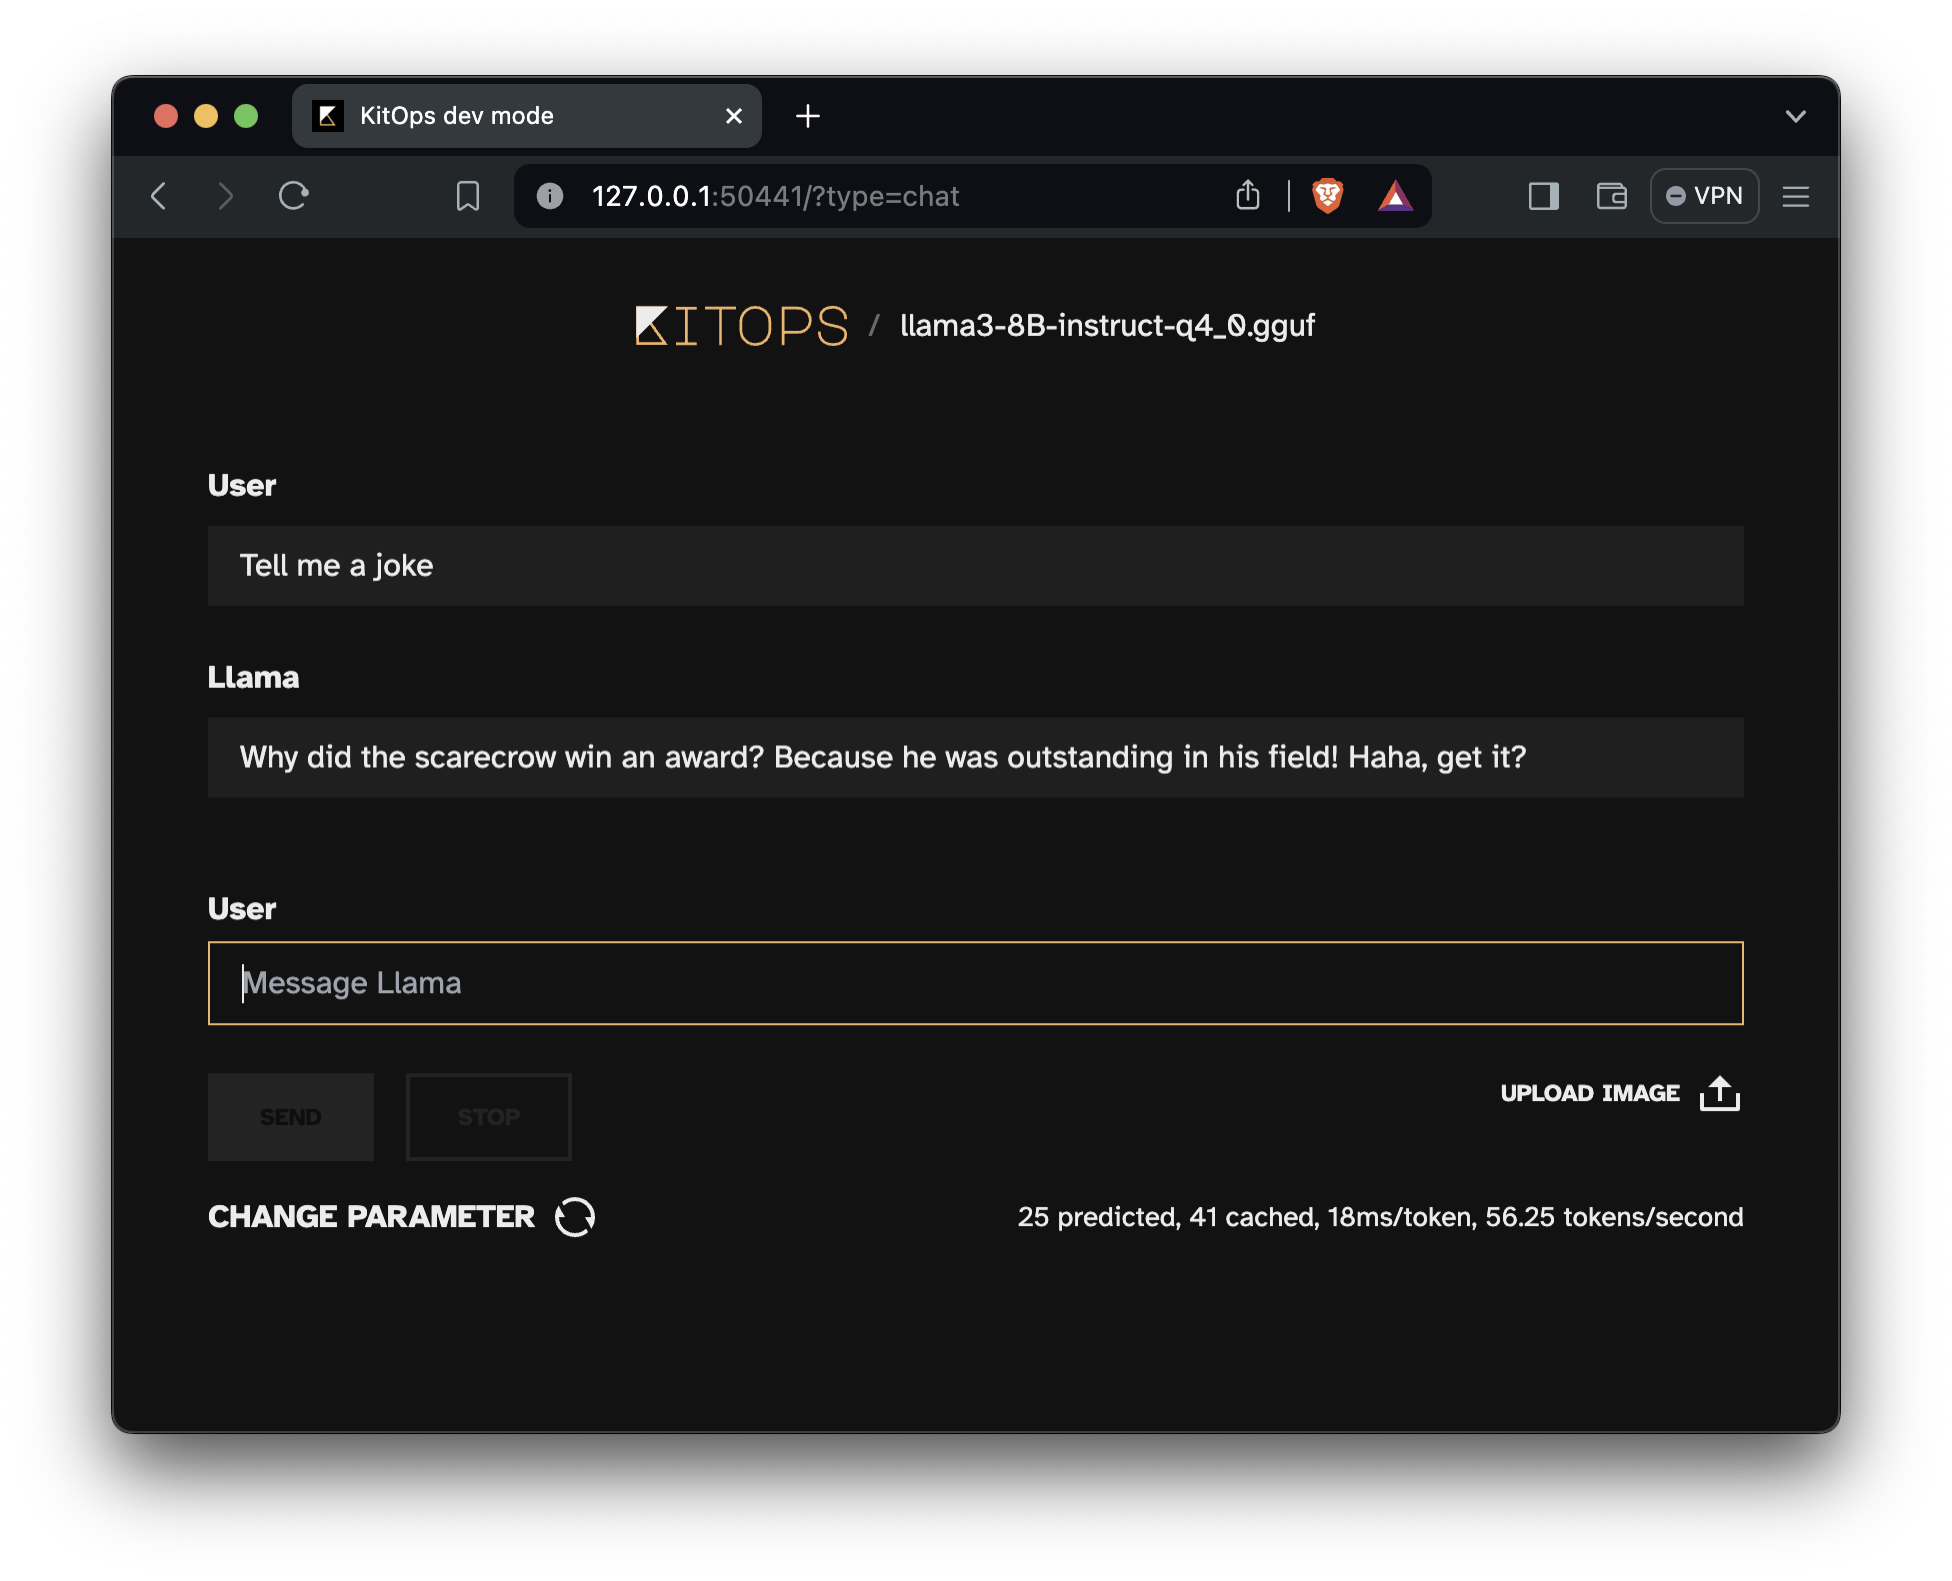 KitOps dev mode
127.0.0.1:50441/?type=chat
VPN
KITOPS / llama3-8B-instruct-q4_0.gguf
User
Tell me a joke
Llama
Why did the scarecrow win an award? Because he was outstanding in his field! Haha, get it?
User
Message Llama
SEND
STOP
UPLOAD IMAGE
CHANGE PARAMETER
25 predicted, 41 cached, 18ms/token, 56.25 tokens/second